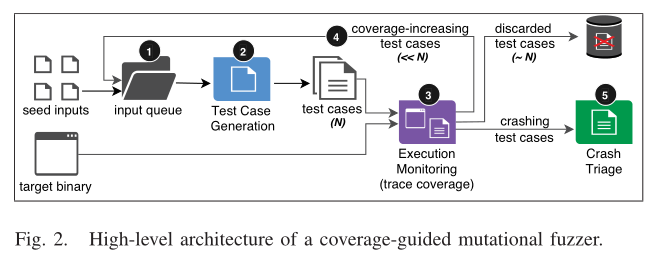 4
coverage-increasing
test cases
(<< N)
discarded
test cases
(~ N)
1
2
3
5
seed inputs
input queue
Test Case
Generation
test cases
(N)
crashing
test cases
Execution
Monitoring
(trace coverage)
Crash
Triage
target binary
Fig. 2. High-level architecture of a coverage-guided mutational fuzzer.